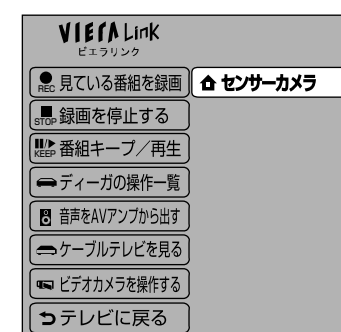 VIERA Link
ビエラリンク
REC 見ている番組を録画
センサーカメラ
STOP 録画を停止する
KEEP 番組キープ／再生
ディーガの操作一覧
音声をAVアンプから出す
ケーブルテレビを見る
ビデオカメラを操作する
テレビに戻る